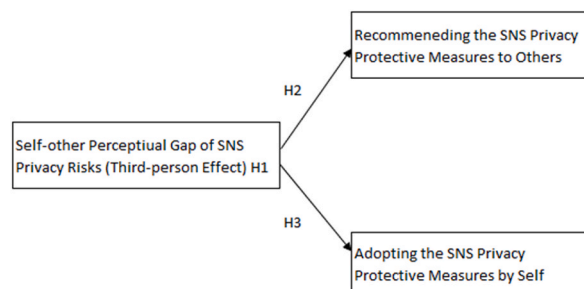 Recommeneding the SNS Privacy
Protective Measures to Others
H2
Self-other Perceptiual Gap of SNS
Privacy Risks (Third-person Effect) H1
H3
Adopting the SNS Privacy
Protective Measures by Self